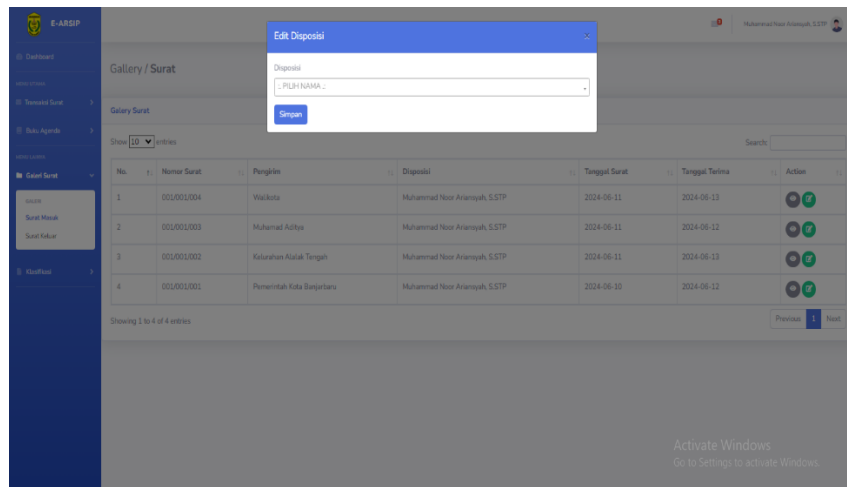 E-ARSIP
Muhammad Noor Ariansyah, S.STP
Edit Disposisi
×
Disposisi
.: PILIH NAMA :.
Simpan
Dashboard
Transaksi Surat
Buku Agenda
Galeri Surat
GALERI
Surat Masuk
Surat Keluar
Klasifikasi
Gallery / Surat
Galery Surat
Show 10 entries
Search:
No. Nomor Surat Pengirim Disposisi Tanggal Surat Tanggal Terima Action
1 001/001/004 Walikota Muhammad Noor Ariansyah, S.STP 2024-06-11 2024-06-13
2 001/001/003 Muhamad Aditya Muhammad Noor Ariansyah, S.STP 2024-06-11 2024-06-12
3 001/001/002 Kelurahan Alalak Tengah Muhammad Noor Ariansyah, S.STP 2024-06-11 2024-06-13
4 001/001/001 Pemerintah Kota Banjarbaru Muhammad Noor Ariansyah, S.STP 2024-06-10 2024-06-12
Showing 1 to 4 of 4 entries
Previous 1 Next
Activate Windows
Go to Settings to activate Windows.